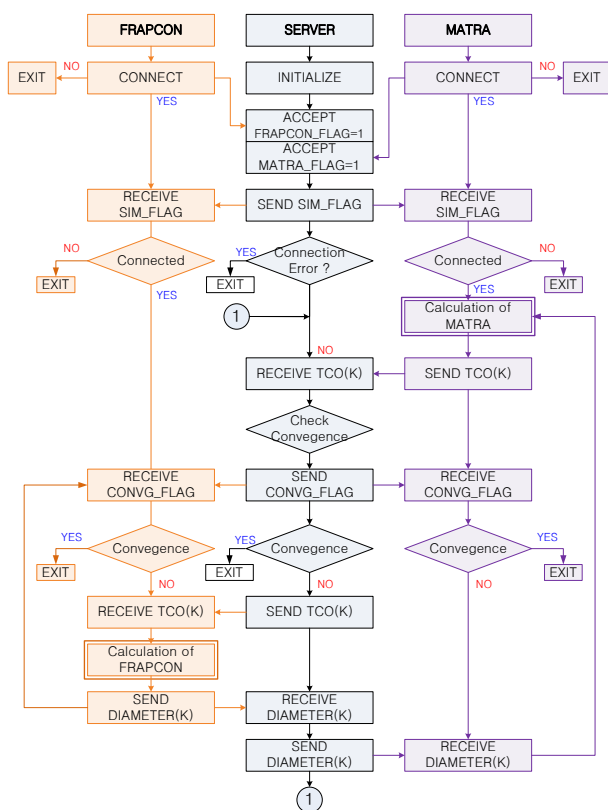 FRAPCON SERVER MATRA
NO NO
EXIT CONNECT INITIALIZE CONNECT EXIT
YES YES
ACCEPT
FRAPCON_FLAG=1
ACCEPT
MATRA_FLAG=1
RECEIVE
SIM_FLAG
SEND SIM_FLAG
RECEIVE
SIM_FLAG
NO YES NO
Connected
Connection
Error ?
Connected
EXIT EXIT EXIT
YES YES
1
Calculation of
MATRA
NO
RECEIVE TCO(K) SEND TCO(K)
Check
Convegence
RECEIVE
CONVG_FLAG
SEND
CONVG_FLAG
RECEIVE
CONVG_FLAG
YES YES YES
Convegence Convegence Convegence
EXIT EXIT EXIT
NO NO NO
RECEIVE TCO(K) SEND TCO(K)
Calculation of
FRAPCON
SEND
DIAMETER(K)
RECEIVE
DIAMETER(K)
SEND
DIAMETER(K)
RECEIVE
DIAMETER(K)
1